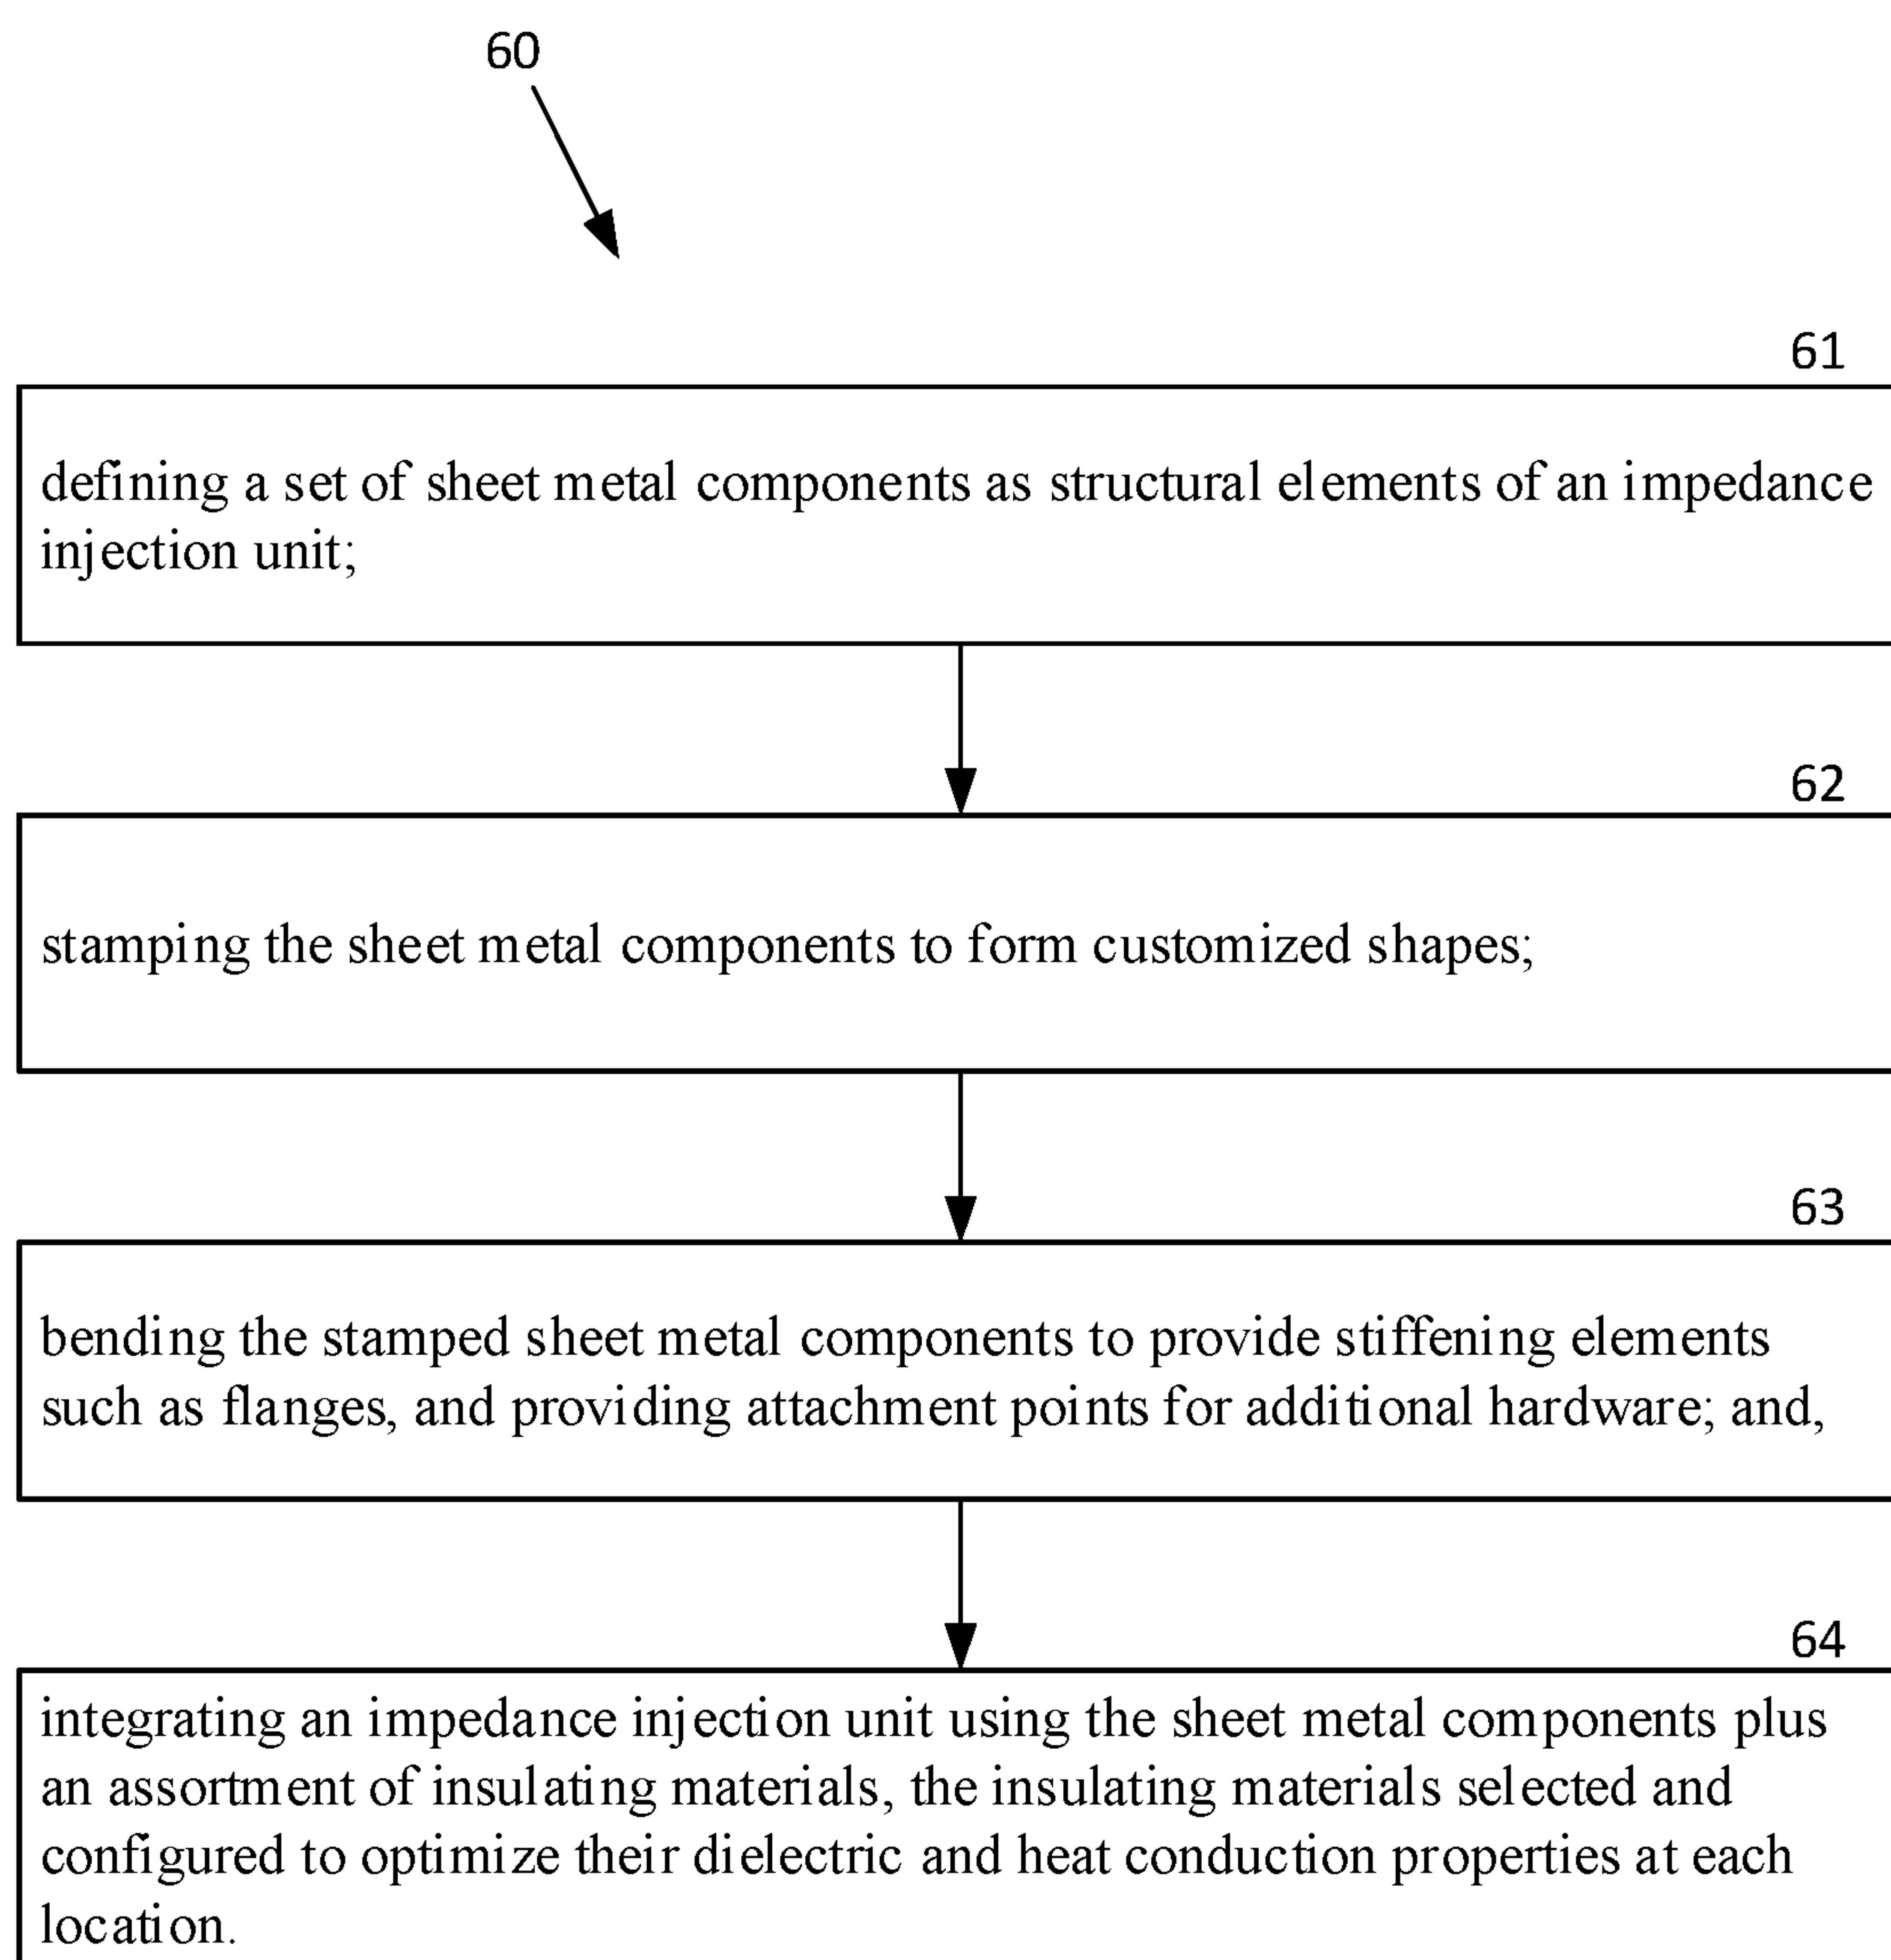 60
61
defining a set of sheet metal components as structural elements of an impedance
injection unit;
62
stamping the sheet metal components to form customized shapes;
63
bending the stamped sheet metal components to provide stiffening elements
such as flanges, and providing attachment points for additional hardware; and,
64
integrating an impedance injection unit using the sheet metal components plus
an assortment of insulating materials, the insulating materials selected and
configured to optimize their dielectric and heat conduction properties at each
location.